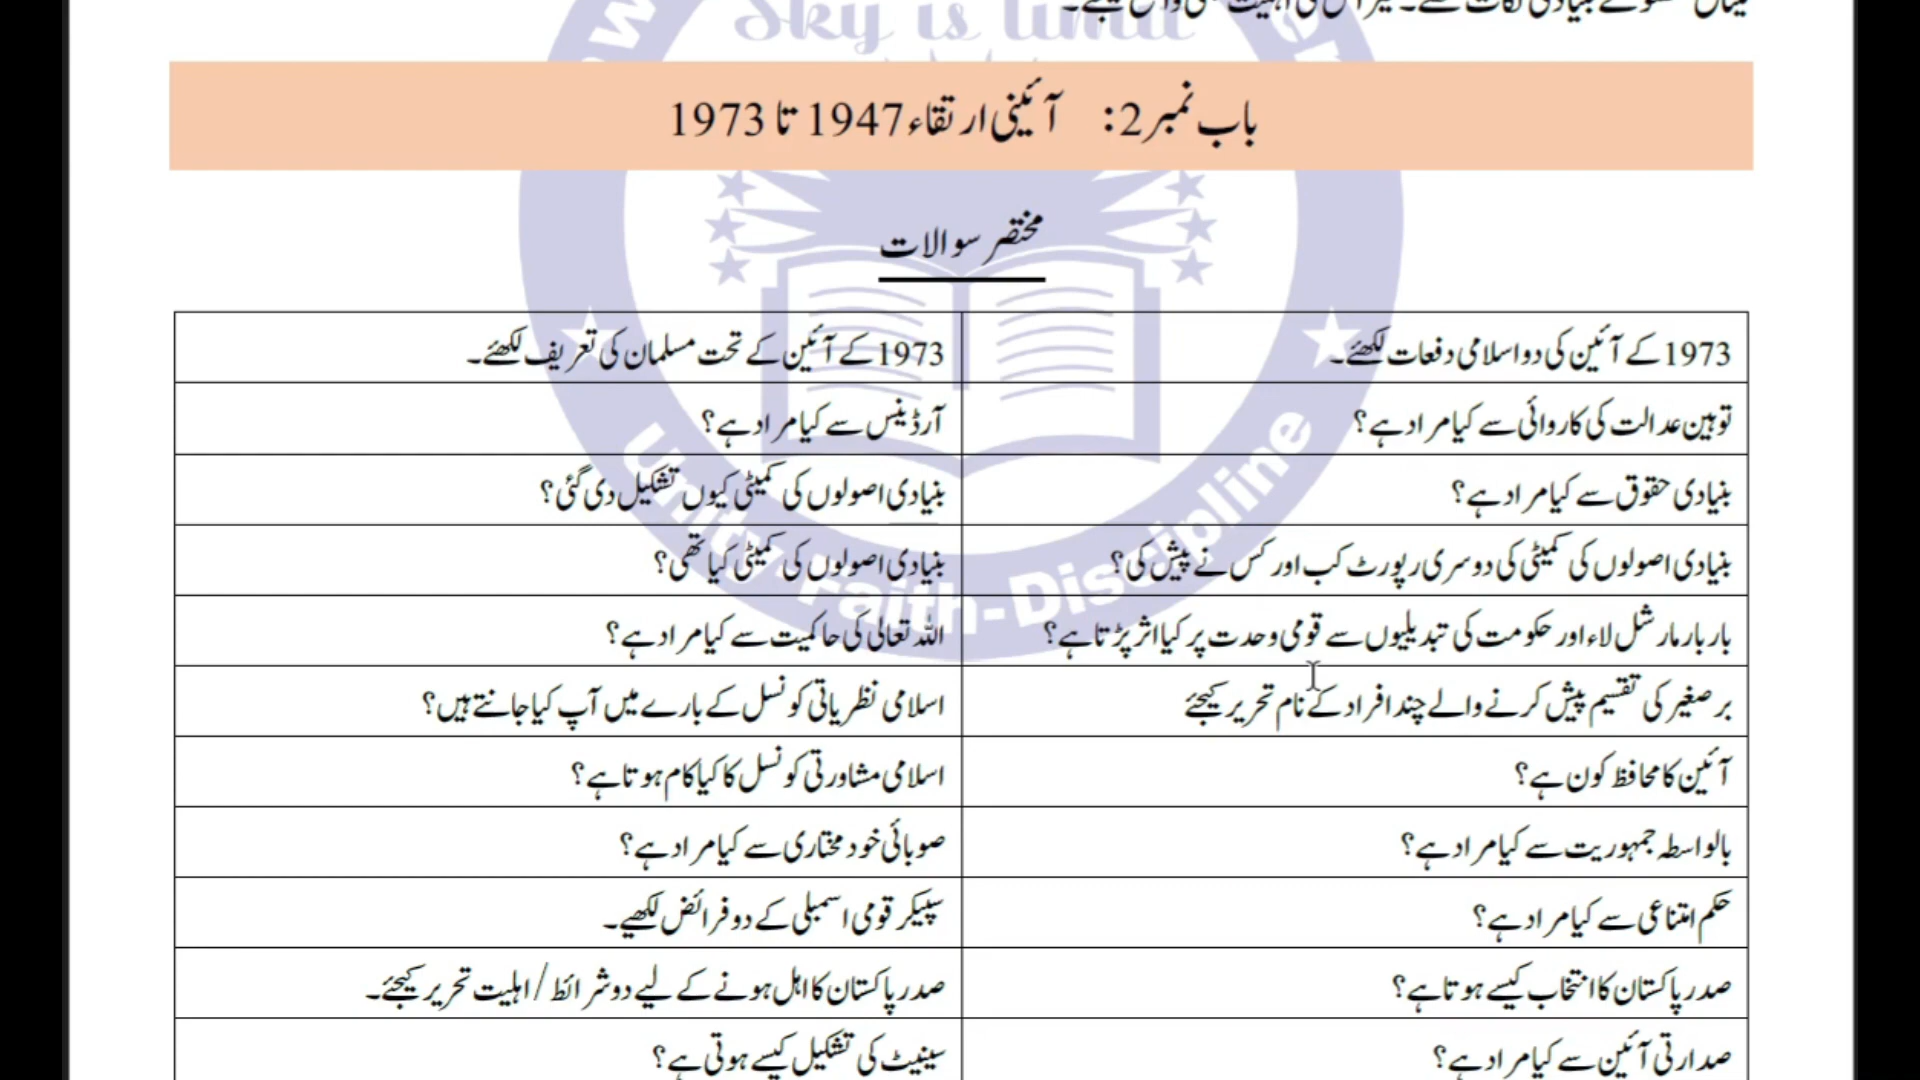 Sky is limit
باب نمبر 2: آئینی ارتقاء 1947 تا 1973
مختصر سوالات
1973 کے آئین کی دو اسلامی دفعات لکھئے۔
1973 کے آئین کے تحت مسلمان کی تعریف لکھئے۔
توہین عدالت کی کاروائی سے کیا مراد ہے؟
آرڈیننس سے کیا مراد ہے؟
بنیادی حقوق سے کیا مراد ہے؟
بنیادی اصولوں کی کمیٹی کیوں تشکیل دی گئی؟
بنیادی اصولوں کی کمیٹی کی دوسری رپورٹ کب اور کس نے پیش کی؟
بنیادی اصولوں کی کمیٹی کیا تھی؟
بار بار مارشل لاء اور حکومت کی تبدیلیوں سے قومی وحدت پر کیا اثر پڑتا ہے؟
اللہ تعالی کی حاکمیت سے کیا مراد ہے؟
برصغیر کی تقسیم پیش کرنے والے چند افراد کے نام تحریر کیجئے
اسلامی نظریاتی کونسل کے بارے میں آپ کیا جانتے ہیں؟
آئین کا محافظ کون ہے؟
اسلامی مشاورتی کونسل کا کیا کام ہوتا ہے؟
بالواسطہ جمہوریت سے کیا مراد ہے؟
صوبائی خود مختاری سے کیا مراد ہے؟
حکم امتناعی سے کیا مراد ہے؟
سپیکر قومی اسمبلی کے دو فرائض لکھیے۔
صدر پاکستان کا انتخاب کیسے ہوتا ہے؟
صدر پاکستان کا اہل ہونے کے لیے دو شرائط / اہلیت تحریر کیجئے۔
صدارتی آئین سے کیا مراد ہے؟
سینیٹ کی تشکیل کیسے ہوتی ہے؟
Unity-Faith-Discipline